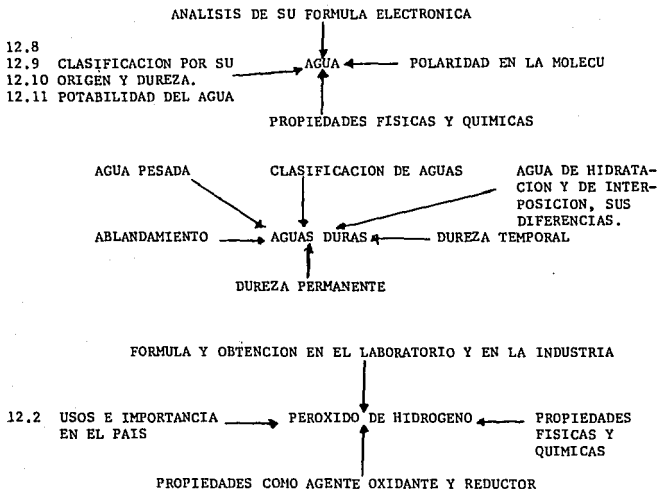 ANALISIS DE SU FORMULA ELECTRONICA
12.8
12.9 CLASIFICACION POR SU
12.10 ORIGEN Y DUREZA.
12.11 POTABILIDAD DEL AGUA
AGUA
POLARIDAD EN LA MOLECU
PROPIEDADES FISICAS Y QUIMICAS
AGUA PESADA
CLASIFICACION DE AGUAS
AGUA DE HIDRATA-
CION Y DE INTER-
POSICION, SUS
DIFERENCIAS.
ABLANDAMIENTO
AGUAS DURAS
DUREZA TEMPORAL
DUREZA PERMANENTE
FORMULA Y OBTENCION EN EL LABORATORIO Y EN LA INDUSTRIA
12.2 USOS E IMPORTANCIA
EN EL PAIS
PEROXIDO DE HIDROGENO
PROPIEDADES
FISICAS Y
QUIMICAS
PROPIEDADES COMO AGENTE OXIDANTE Y REDUCTOR